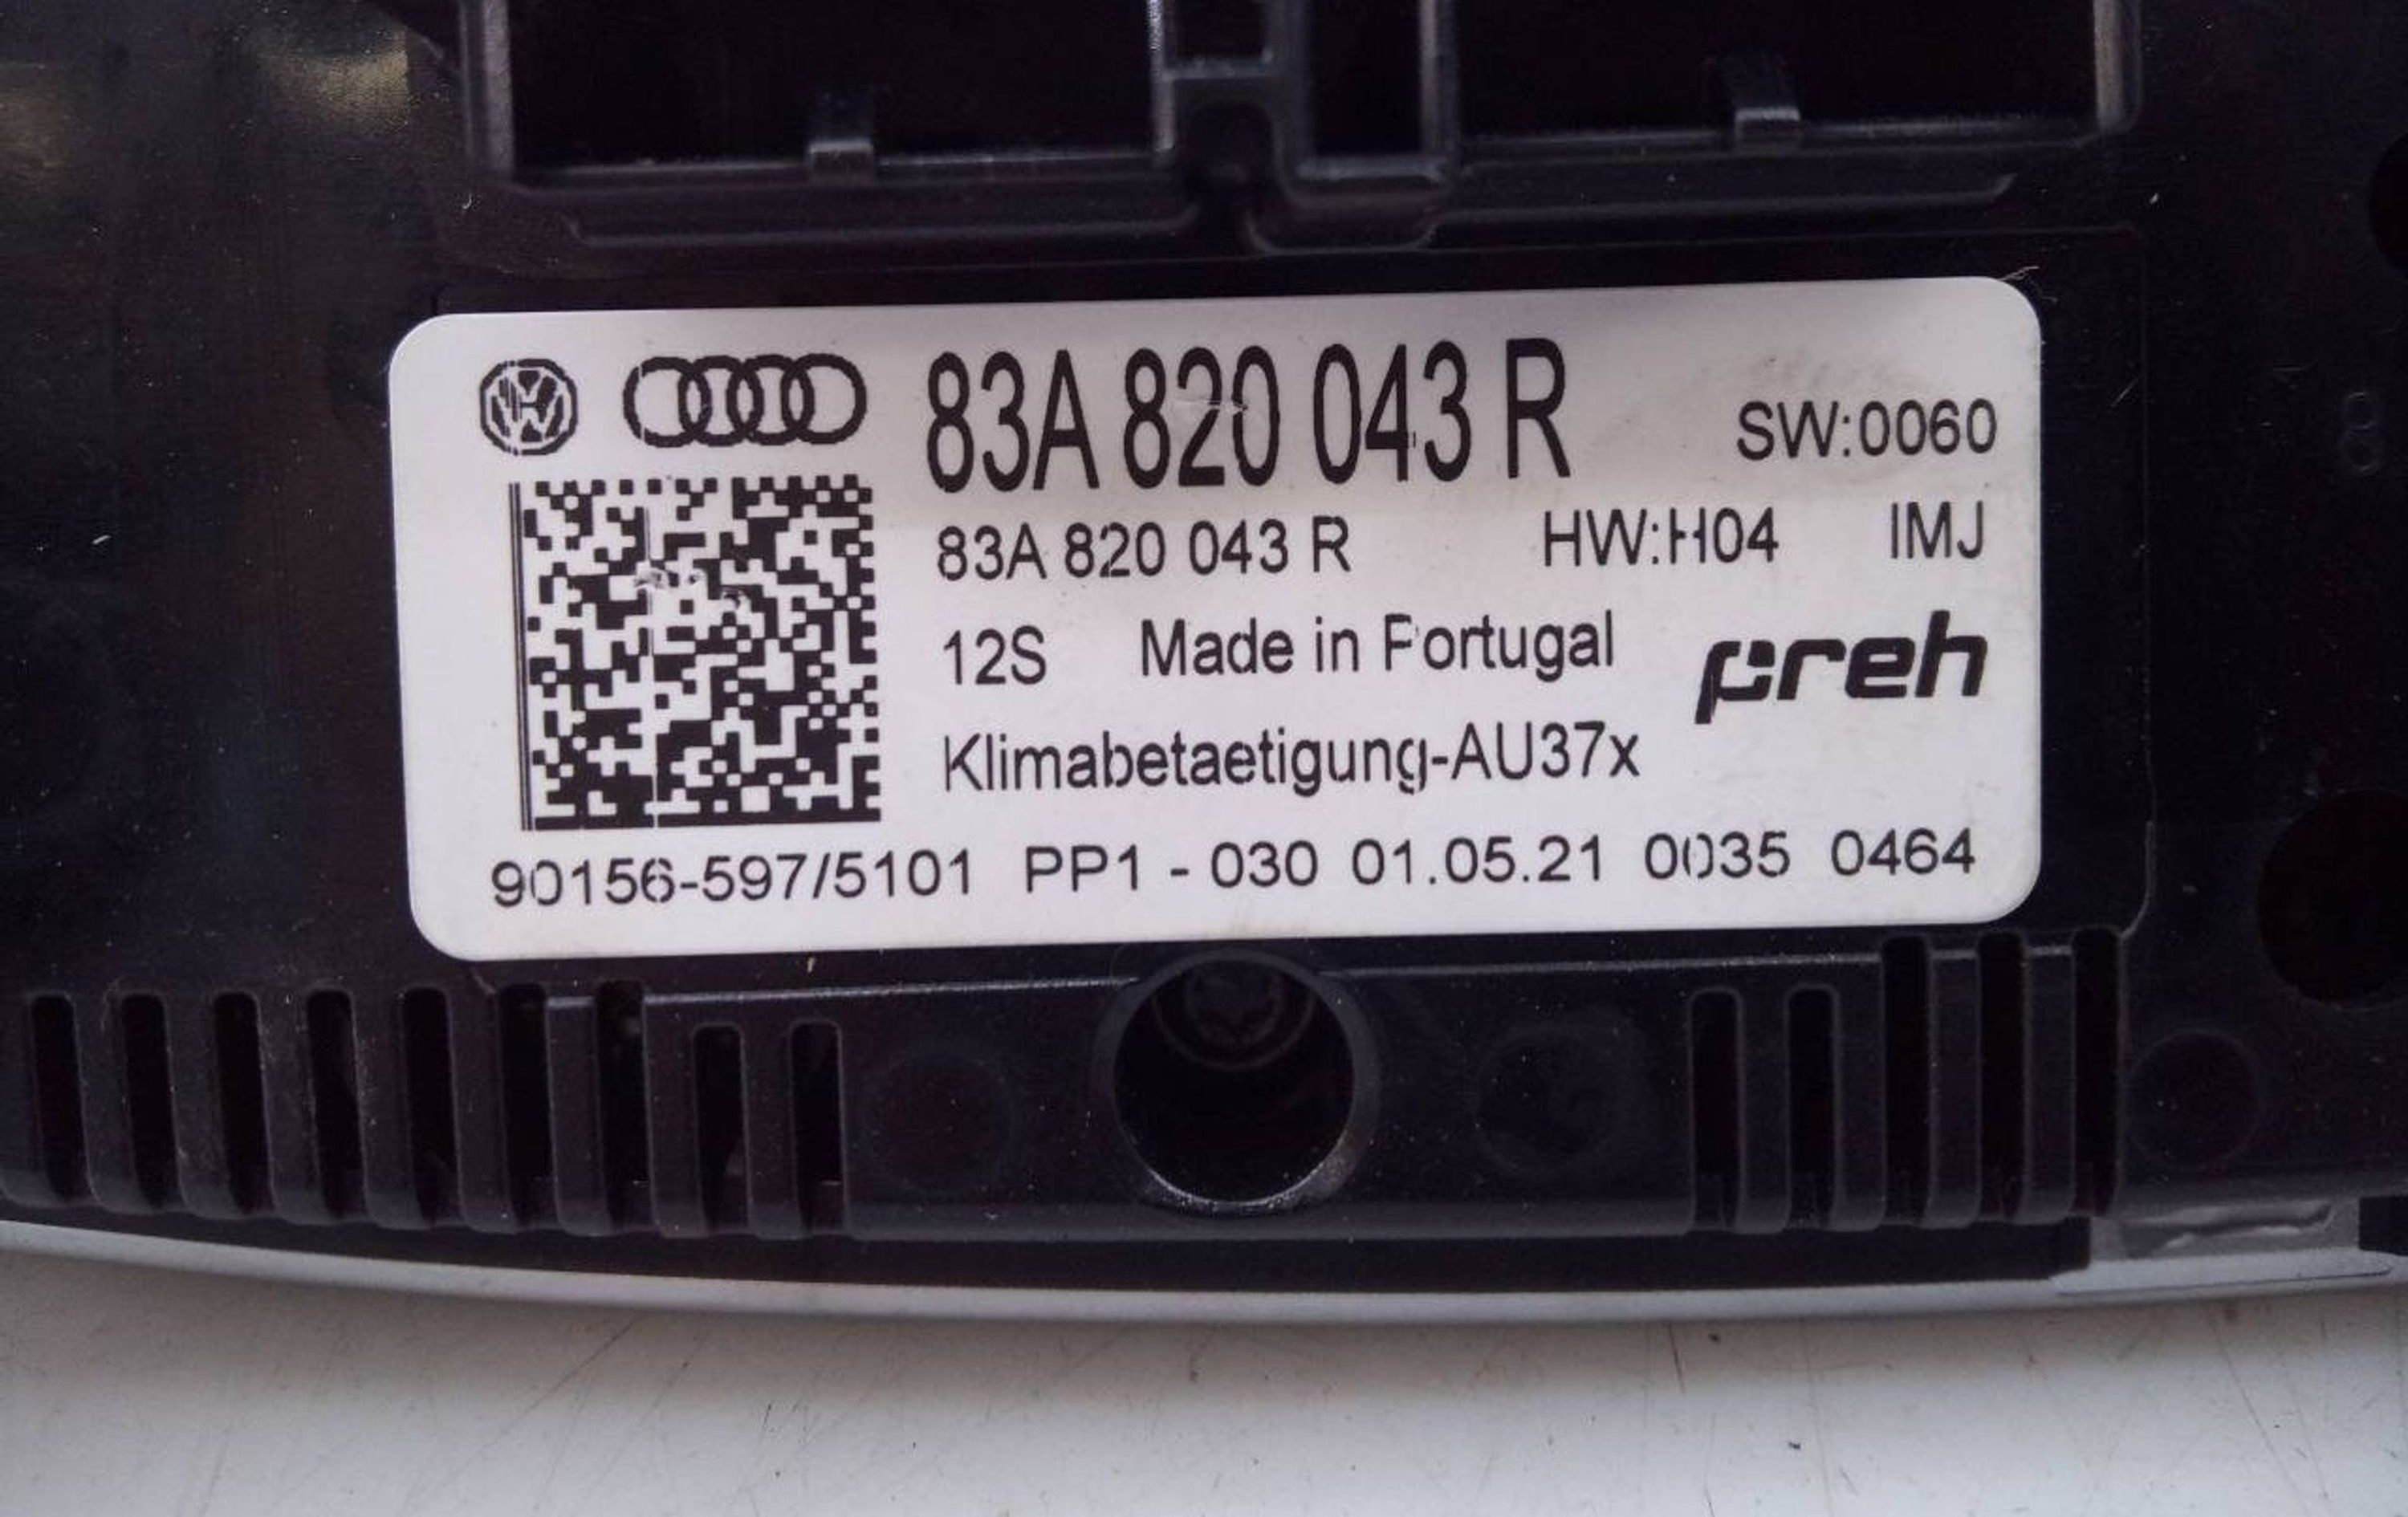 83A 820 043 R SW:0060
83A 820 043 R HW:H04 IMJ
12S Made in Portugal preh
Klimabetaetigung-AU37x
90156-597/5101 PP1 - 030 01.05.21 0035 0464
8